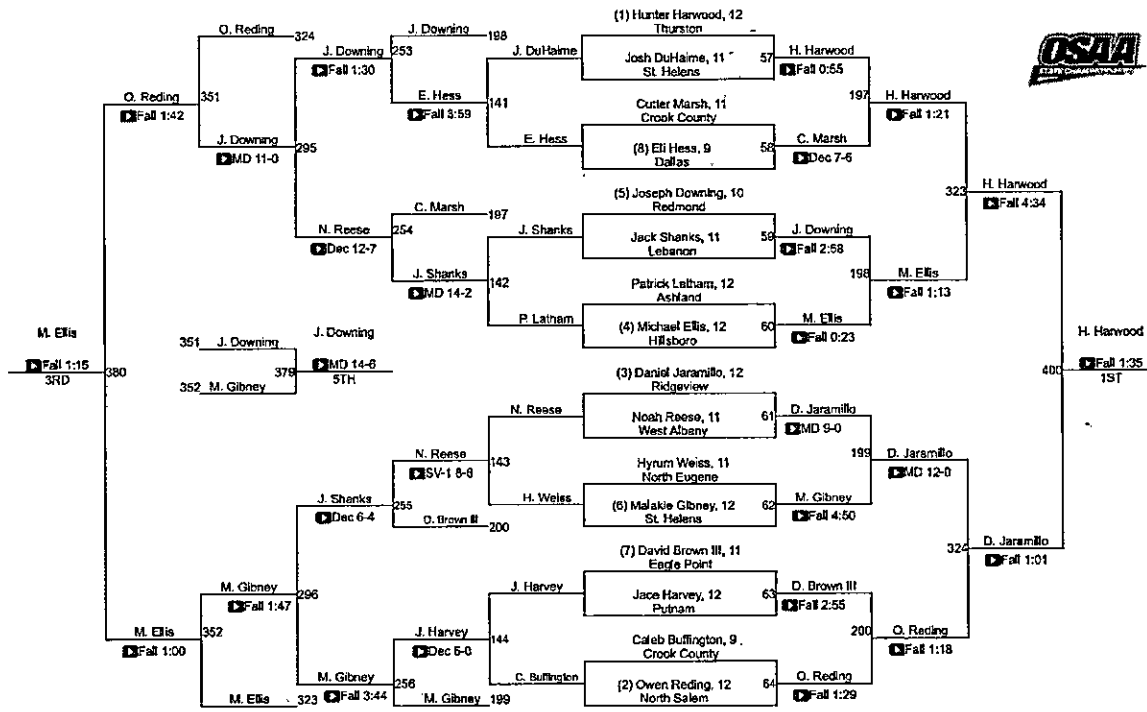 OSAA
STATE CHAMPIONSHIPS
O. Reding
324
J. Downing
Fall 1:30
J. Downing
198
253
E. Hess
Fall 3:59
J. DuHaime
141
E. Hess
(1) Hunter Harwood, 12
Thurston
Josh DuHaime, 11
St. Helens
57
H. Harwood
Fall 0:55
Cutter Marsh, 11
Crook County
(8) Eli Hess, 9
Dallas
58
C. Marsh
Dec 7-6
197
H. Harwood
Fall 1:21
O. Reding
Fall 1:42
351
J. Downing
MD 11-0
295
N. Reese
Dec 12-7
C. Marsh
197
254
J. Shanks
MD 14-2
J. Shanks
142
P. Latham
(5) Joseph Downing, 10
Redmond
Jack Shanks, 11
Lebanon
59
J. Downing
Fall 2:58
Patrick Latham, 12
Ashland
(4) Michael Ellis, 12
Hillsboro
60
M. Ellis
Fall 0:23
198
M. Ellis
Fall 1:13
323
H. Harwood
Fall 4:34
M. Ellis
Fall 1:15
3RD
380
351
J. Downing
352
M. Gibney
379
J. Downing
MD 14-6
5TH
H. Harwood
Fall 1:35
1ST
400
N. Reese
SV-1 8-6
255
D. Brown III
200
N. Reese
143
H. Weiss
(3) Daniel Jaramillo, 12
Ridgeview
Noah Reese, 11
West Albany
61
D. Jaramillo
MD 9-0
Hyrum Weiss, 11
North Eugene
(6) Malakie Gibney, 12
St. Helens
62
M. Gibney
Fall 4:50
199
D. Jaramillo
MD 12-0
J. Shanks
Dec 6-4
296
M. Gibney
Fall 1:47
M. Gibney
Fall 3:44
J. Harvey
Dec 5-0
256
M. Gibney
199
J. Harvey
144
C. Buffington
(7) David Brown III, 11
Eagle Point
Jace Harvey, 12
Putnam
63
D. Brown III
Fall 2:55
Caleb Buffington, 9
Crook County
(2) Owen Reding, 12
North Salem
64
O. Reding
Fall 1:29
200
O. Reding
Fall 1:18
324
D. Jaramillo
Fall 1:01
M. Ellis
Fall 1:00
352
M. Ellis
323